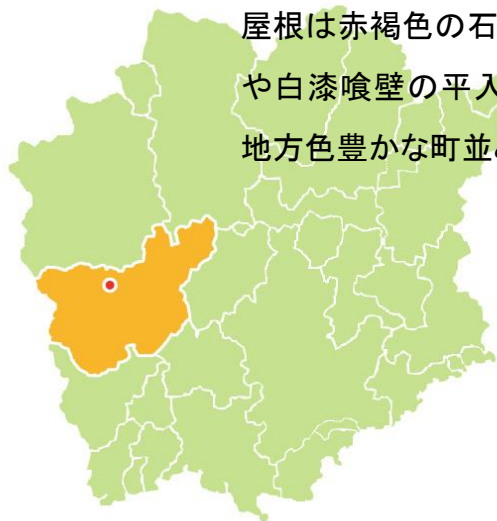 屋根は赤褐色の石
や白漆喰壁の平入
地方色豊かな町並